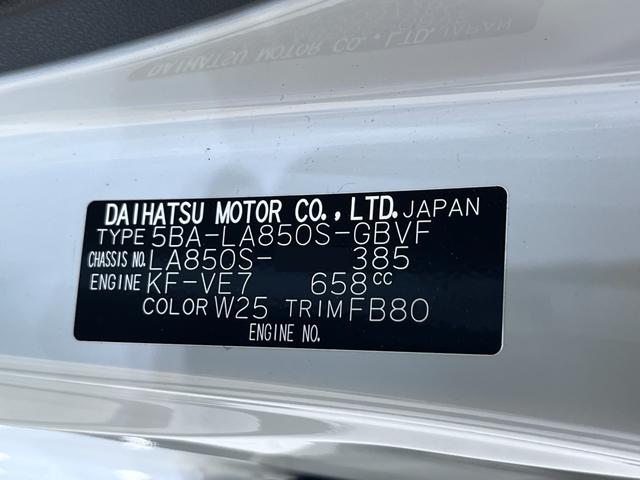 DAIHATSU MOTOR CO., LTD. JAPAN
TYPE 5BA-LA850S-GBVF
CHASSIS NO. LA850S- 385
ENGINE KF-VE7 658cc
COLOR W25 TRIM FB80
ENGINE NO.